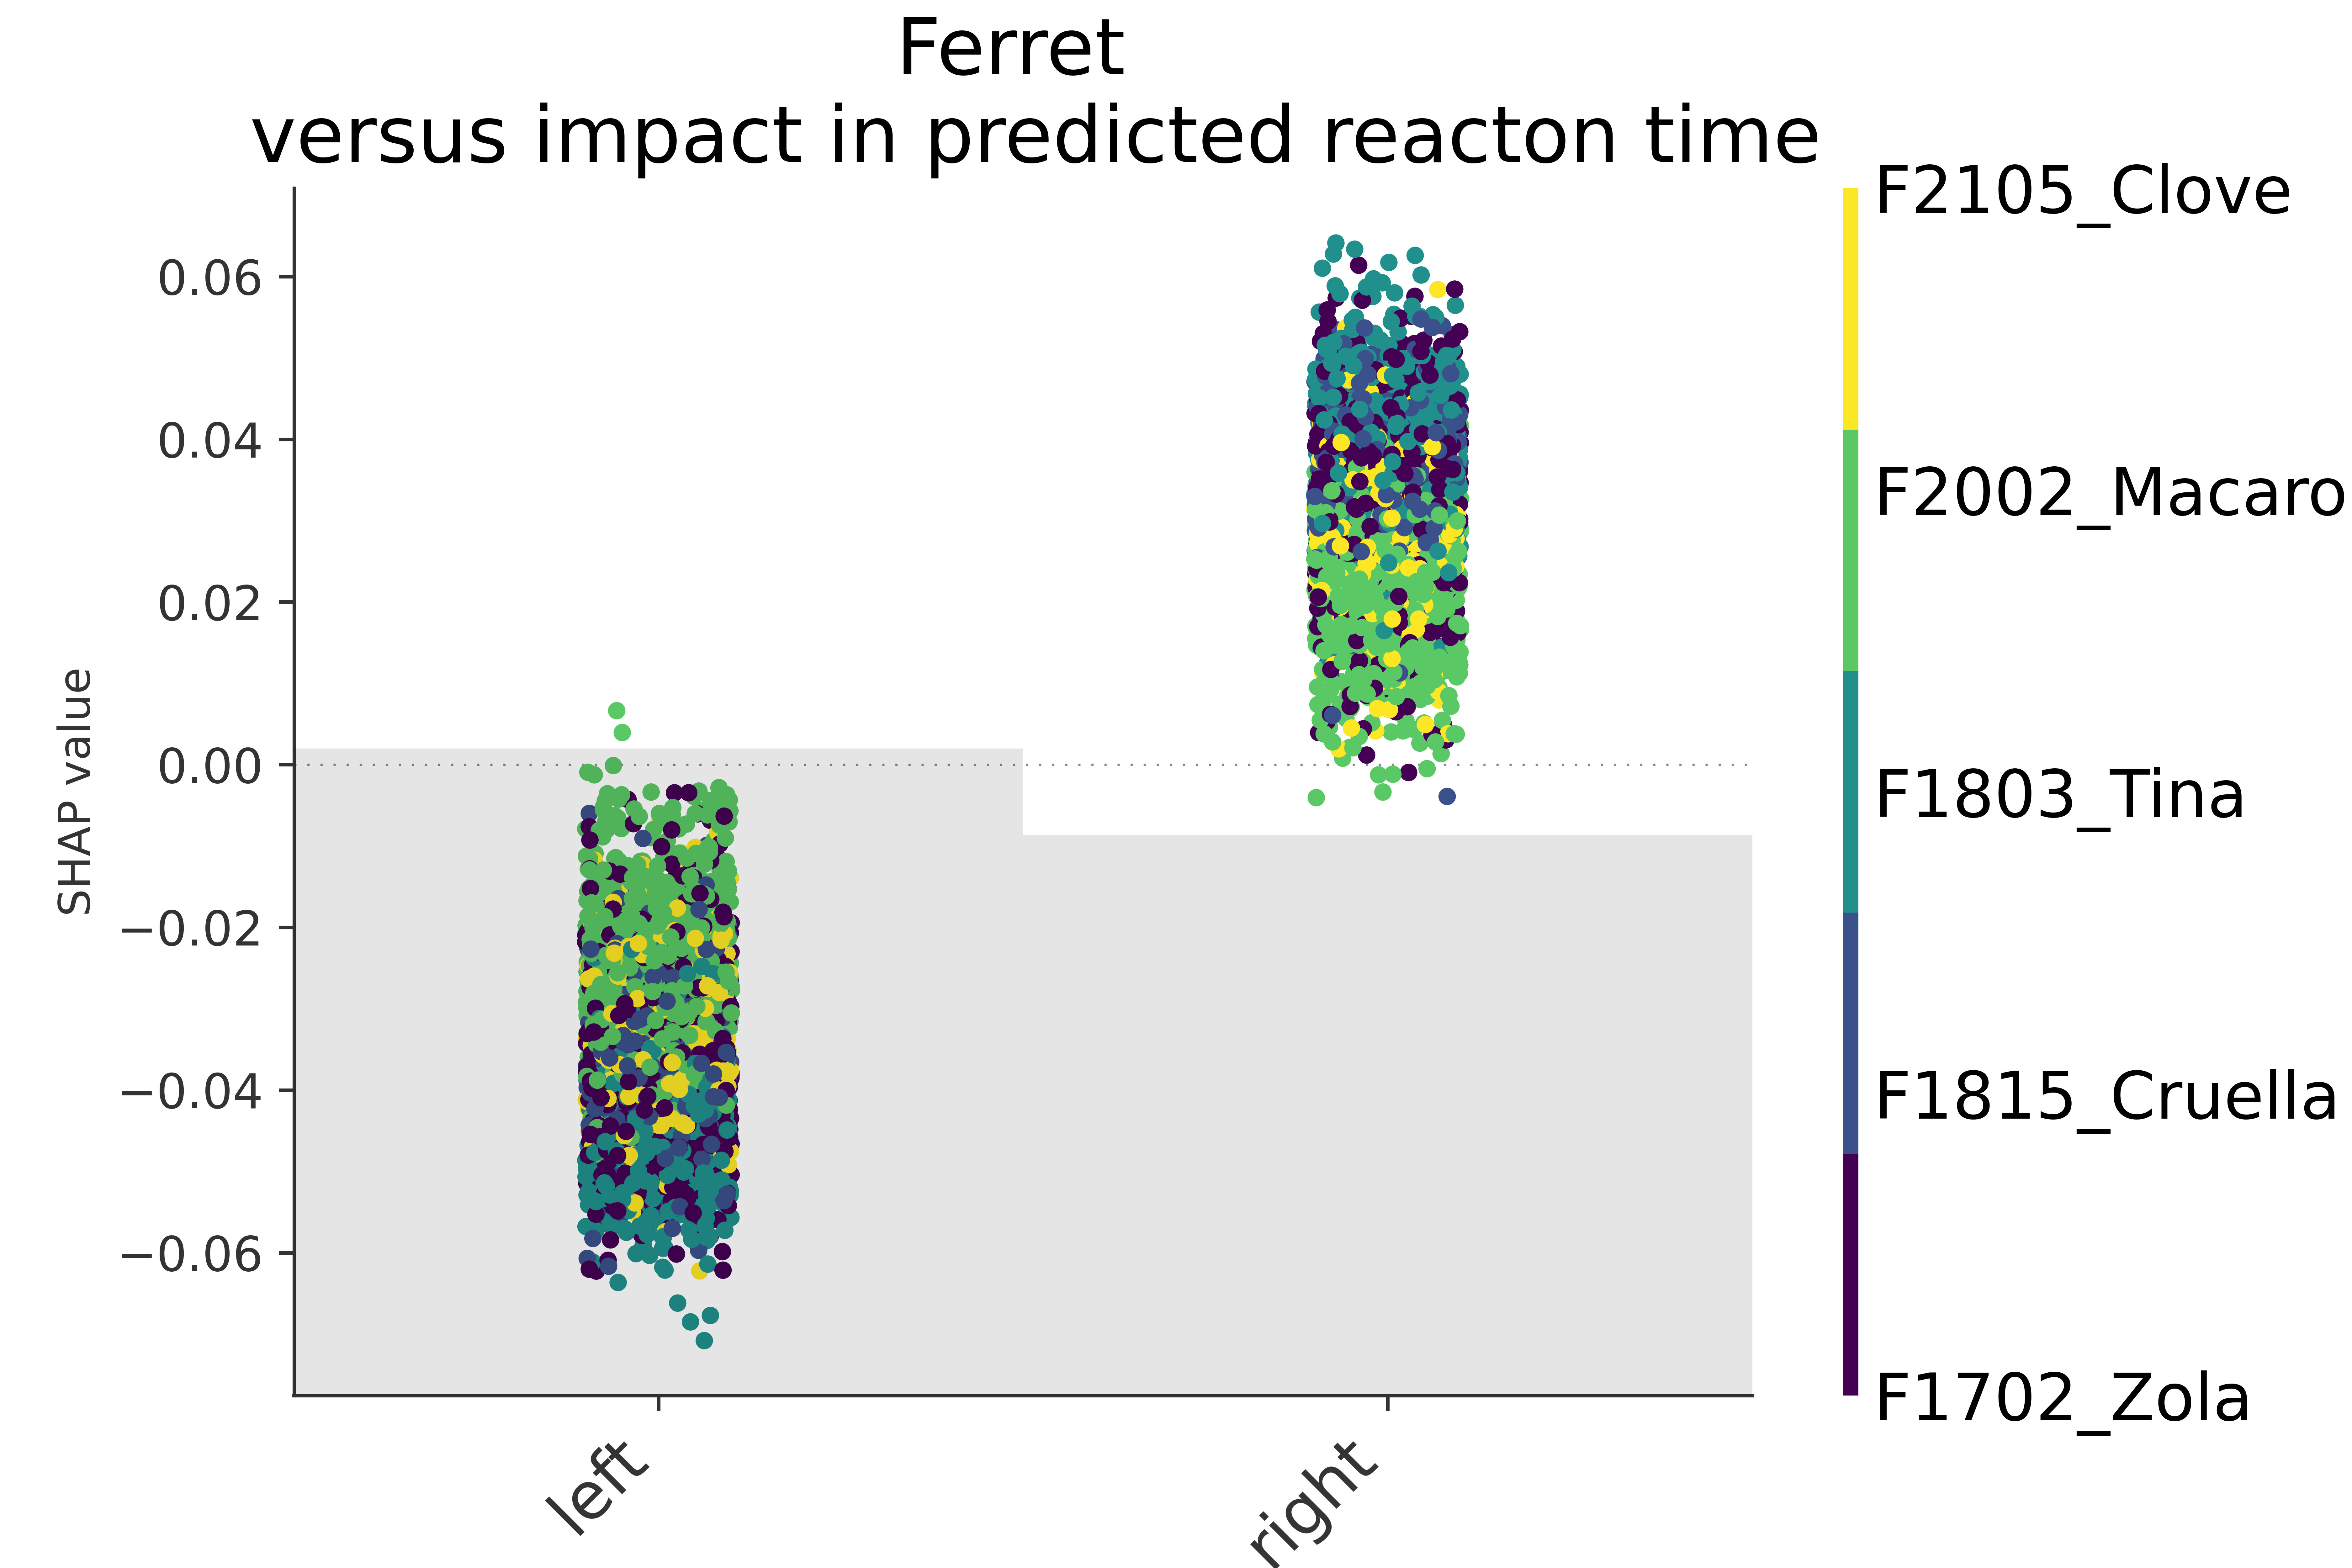 Ferret
versus impact in predicted reacton time
SHAP value
0.06
0.04
0.02
0.00
−0.02
−0.04
−0.06
left
right
F2105_Clove
F2002_Macaro
F1803_Tina
F1815_Cruella
F1702_Zola